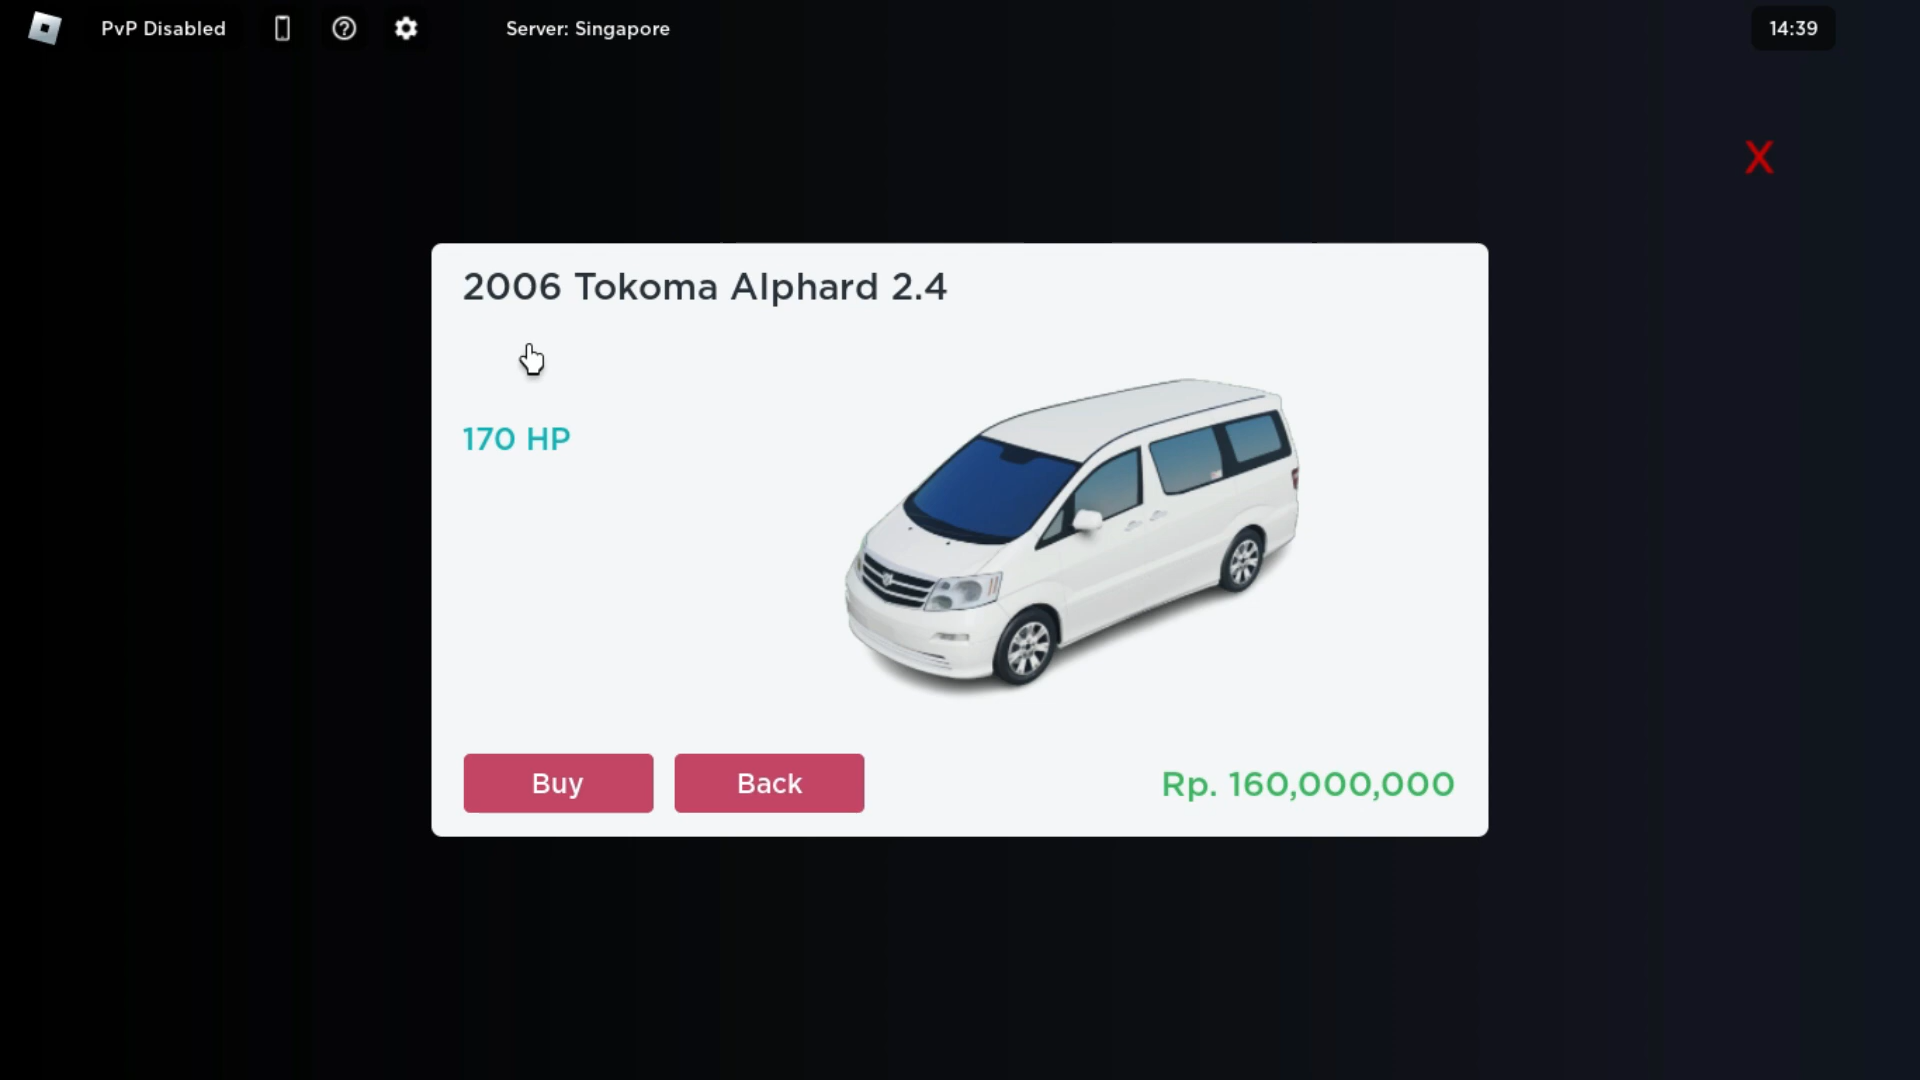 PvP Disabled
Server: Singapore
14:39
X
2006 Tokoma Alphard 2.4
170 HP
Buy
Back
Rp. 160,000,000